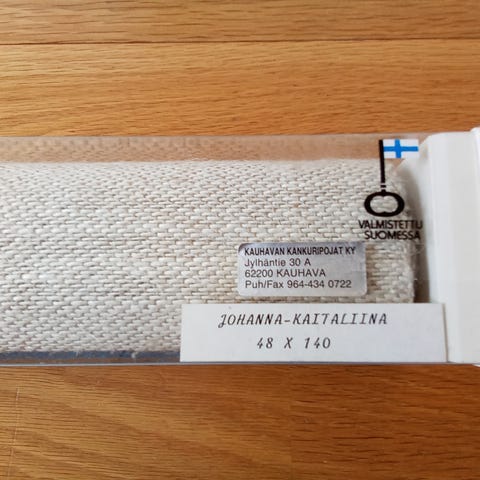 VALMISTETTU
SUOMESSA
KAUHAVAN KANKURIPOJAT KY
Jylhäntie 30 A
62200 KAUHAVA
Puh/Fax 964-434 0722
JOHANNA-KAITALIINA
48 X 140